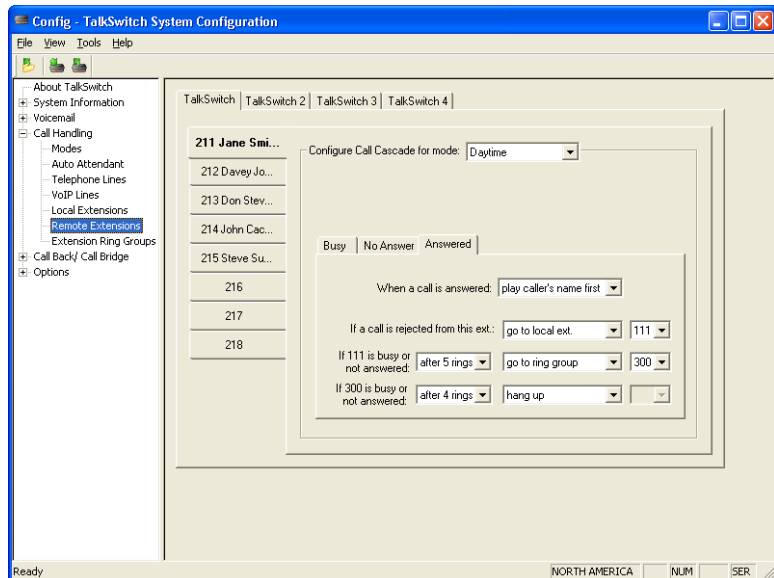 Config - TalkSwitch System Configuration
File View Tools Help
About TalkSwitch
System Information
Voicemail
Call Handling
Modes
Auto Attendant
Telephone Lines
VoIP Lines
Local Extensions
Remote Extensions
Extension Ring Groups
Call Back/ Call Bridge
Options
TalkSwitch TalkSwitch 2 TalkSwitch 3 TalkSwitch 4
211 Jane Smi...
212 Davey Jo...
213 Don Stev...
214 John Cac...
215 Steve Su...
216
217
218
Configure Call Cascade for mode: Daytime
Busy No Answer Answered
When a call is answered: play caller's name first
If a call is rejected from this ext.: go to local ext. 111
If 111 is busy or
not answered: after 5 rings go to ring group 300
If 300 is busy or
not answered: after 4 rings hang up
Ready NORTH AMERICA NUM SER